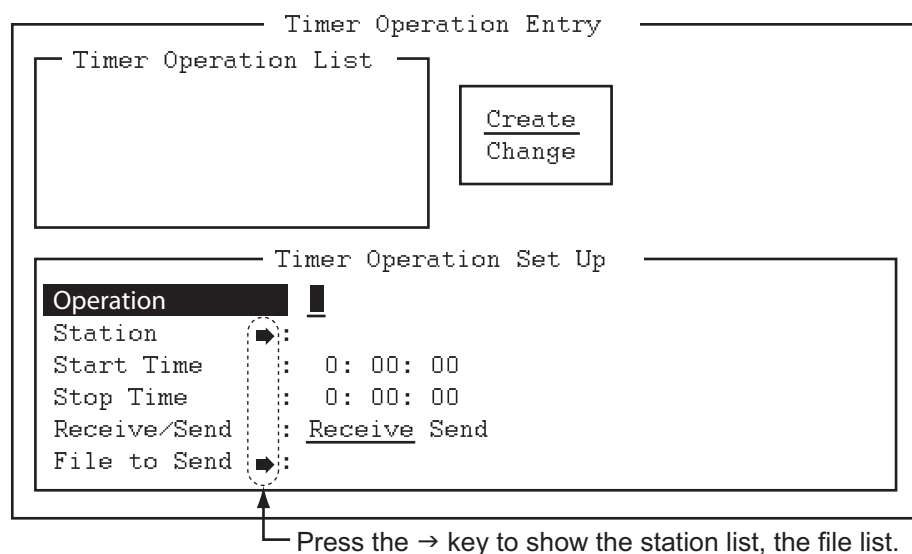 Timer Operation Entry
Timer Operation List
Create
Change
Timer Operation Set Up
Operation
Station ➡:
Start Time : 0: 00: 00
Stop Time : 0: 00: 00
Receive/Send : Receive Send
File to Send ➡:
Press the → key to show the station list, the file list.